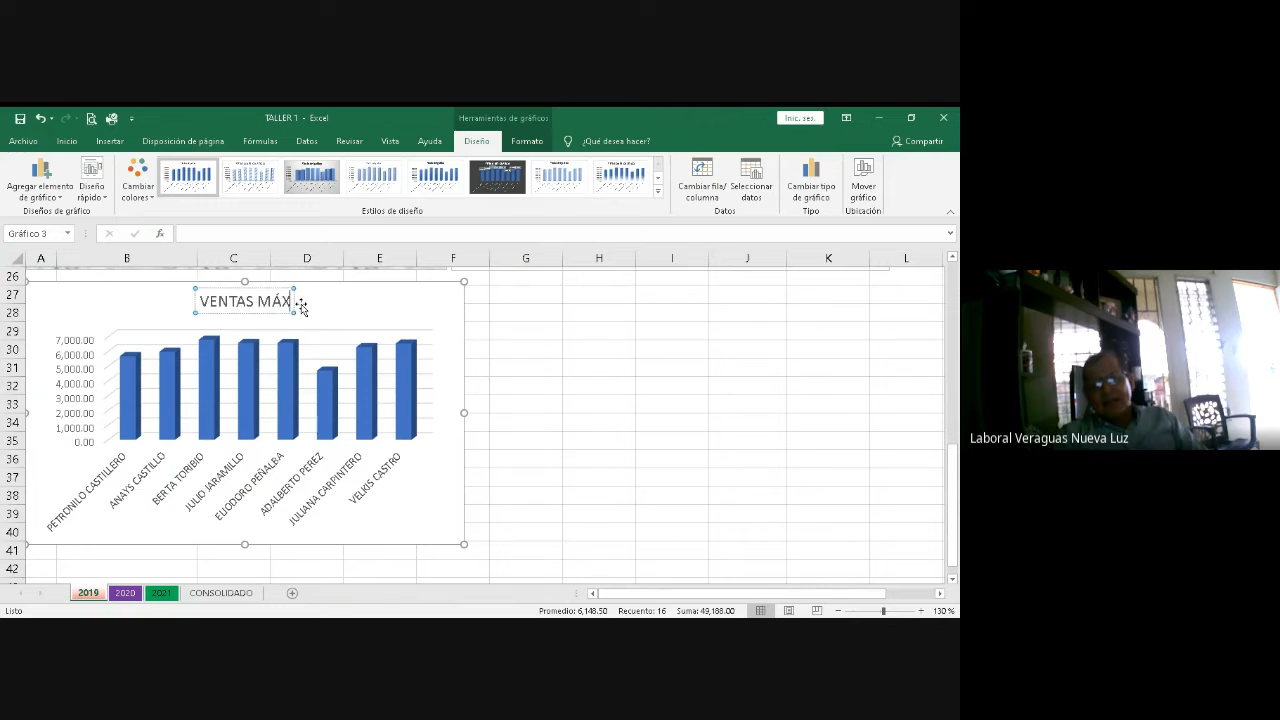 TALLER 1 - Excel
Herramientas de gráficos
Inic. ses.
Archivo Inicio Insertar Disposición de página Fórmulas Datos Revisar Vista Ayuda Diseño Formato ¿Qué desea hacer? Compartir
Agregar elemento de gráfico
Diseño rápido
Cambiar colores
Cambiar fila/ columna
Seleccionar datos
Cambiar tipo de gráfico
Mover gráfico
Diseños de gráfico Estilos de diseño Datos Tipo Ubicación
Gráfico 3 fx
A B C D E F G H I J K L
26
27
28
29
30
31
32
33
34
35
36
37
38
39
40
41
42
VENTAS MÁX
7,000.00
6,000.00
5,000.00
4,000.00
3,000.00
2,000.00
1,000.00
0.00
PETRONILO CASTILLERO
ANAYS CASTILLO
BERTA TORIBIO
JULIO JARAMILLO
ELIODORO PEÑALBA
ADALBERTO PEREZ
JULIANA CARPINTERO
VELKIS CASTRO
2019 2020 2021 CONSOLIDADO
Listo Promedio: 6,148.50 Recuento: 16 Suma: 49,188.00 130 %
Laboral Veraguas Nueva Luz